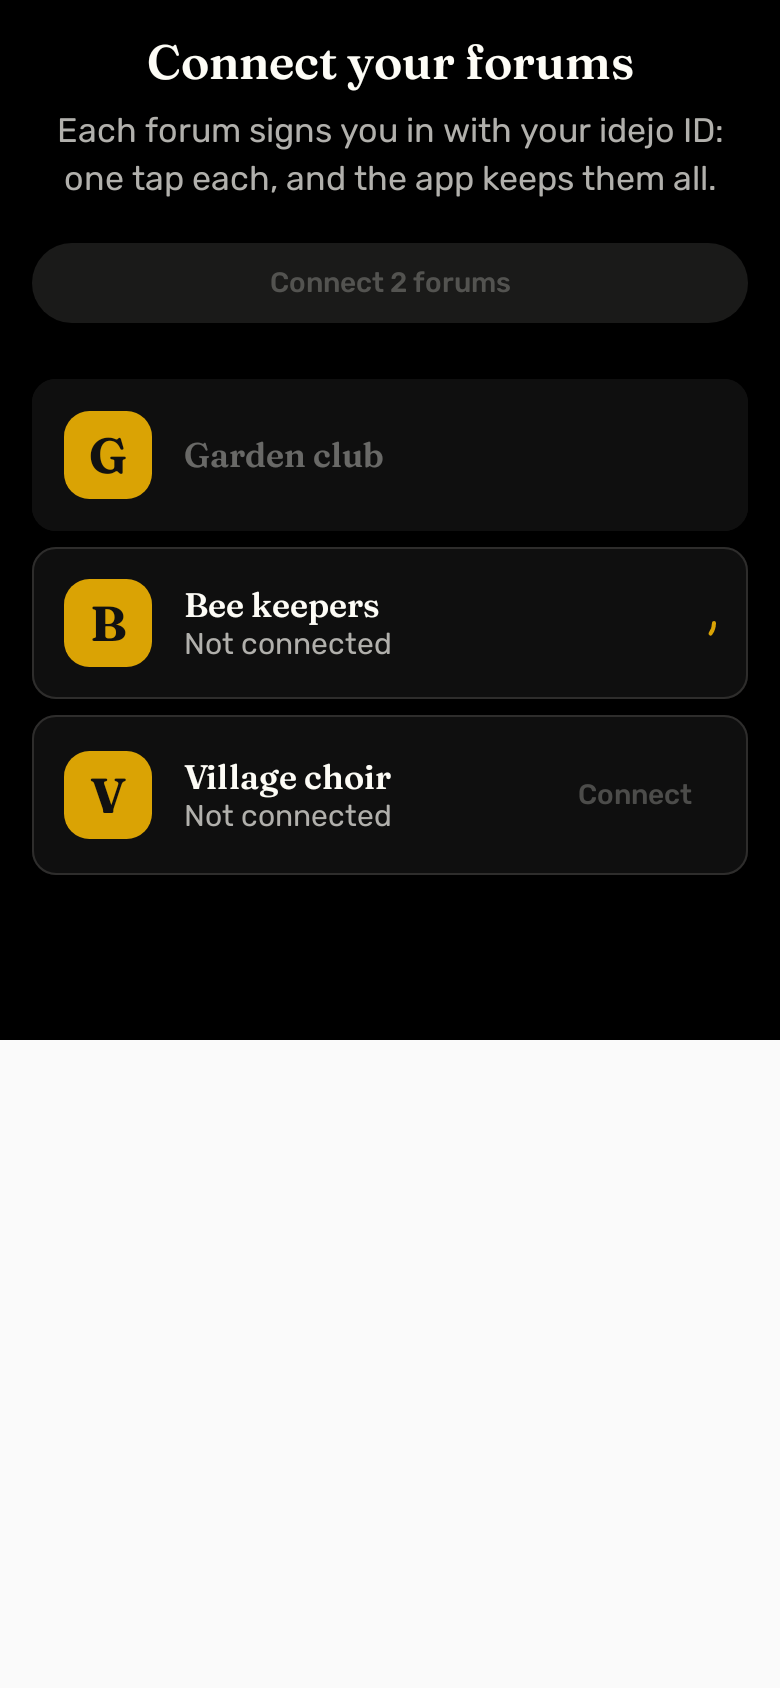 Connect your forums
Each forum signs you in with your idejo ID:
one tap each, and the app keeps them all.
Connect 2 forums
G
Garden club
B
Bee keepers
Not connected
V
Village choir
Not connected
Connect